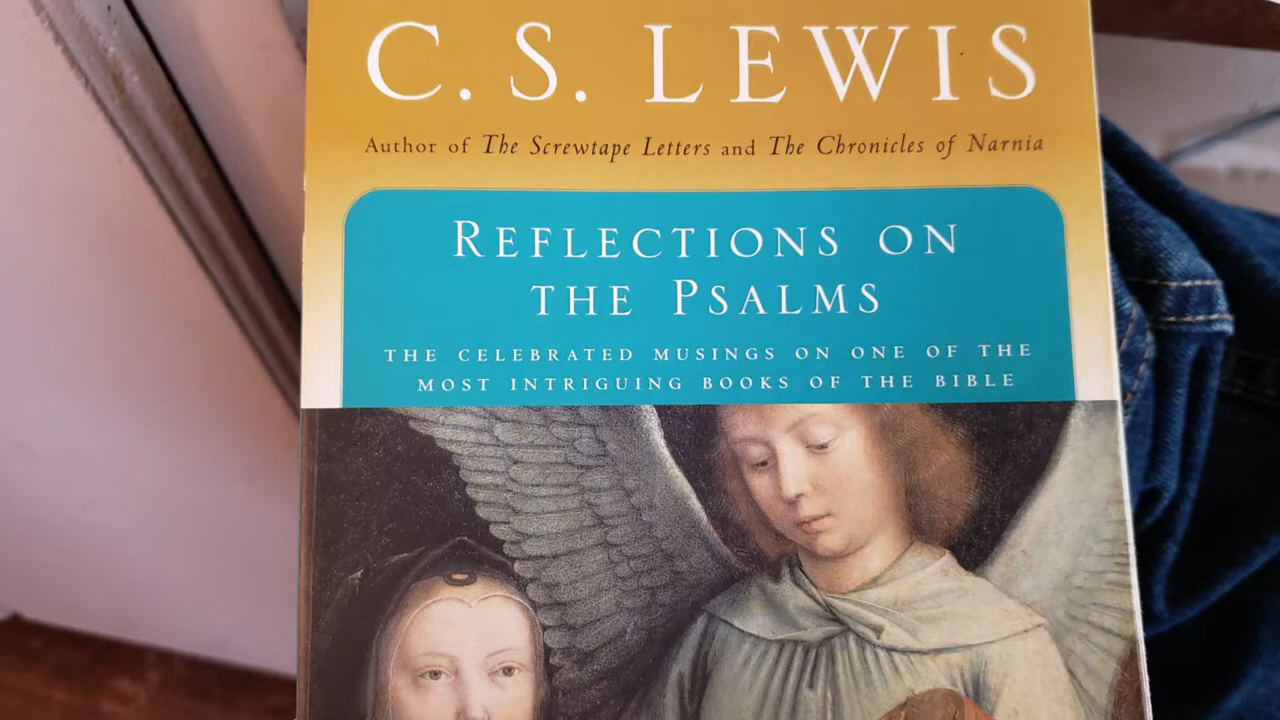 C. S. LEWIS
Author of The Screwtape Letters and The Chronicles of Narnia
REFLECTIONS ON
THE PSALMS
THE CELEBRATED MUSINGS ON ONE OF THE
MOST INTRIGUING BOOKS OF THE BIBLE